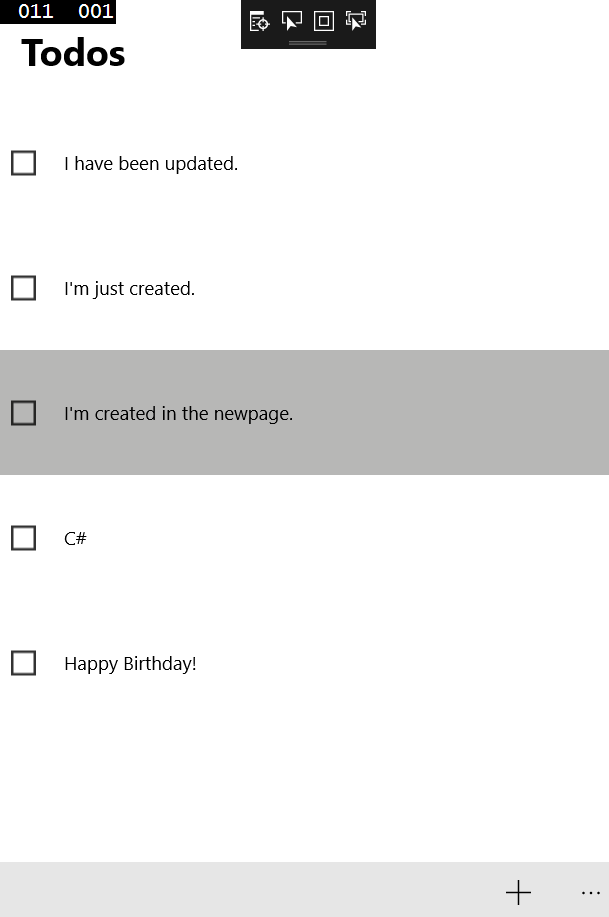 011 001
Todos
I have been updated.
I'm just created.
I'm created in the newpage.
C#
Happy Birthday!